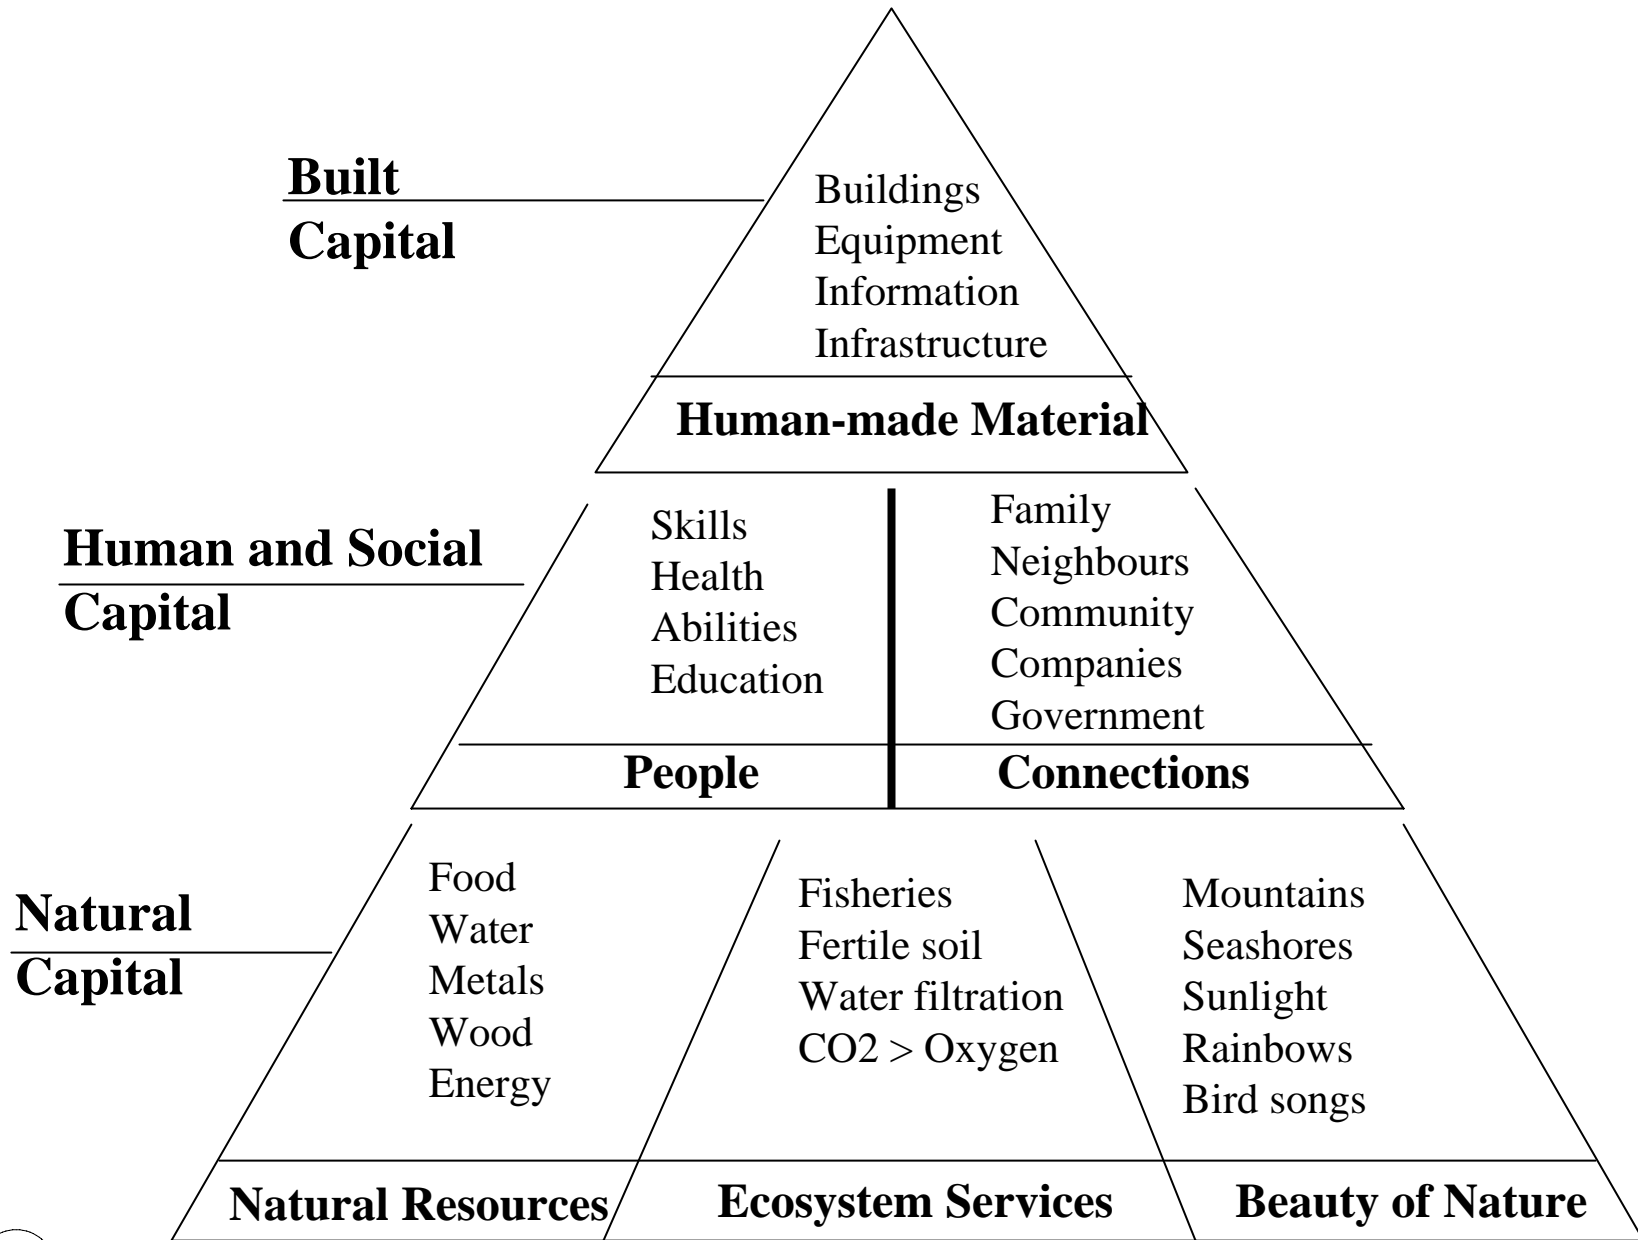 Built
Capital
Buildings
Equipment
Information
Infrastructure
Human-made Material
Human and Social
Capital
Skills
Health
Abilities
Education
People
Family
Neighbours
Community
Companies
Government
Connections
Natural
Capital
Food
Water
Metals
Wood
Energy
Natural Resources
Fisheries
Fertile soil
Water filtration
CO2 > Oxygen
Ecosystem Services
Mountains
Seashores
Sunlight
Rainbows
Bird songs
Beauty of Nature